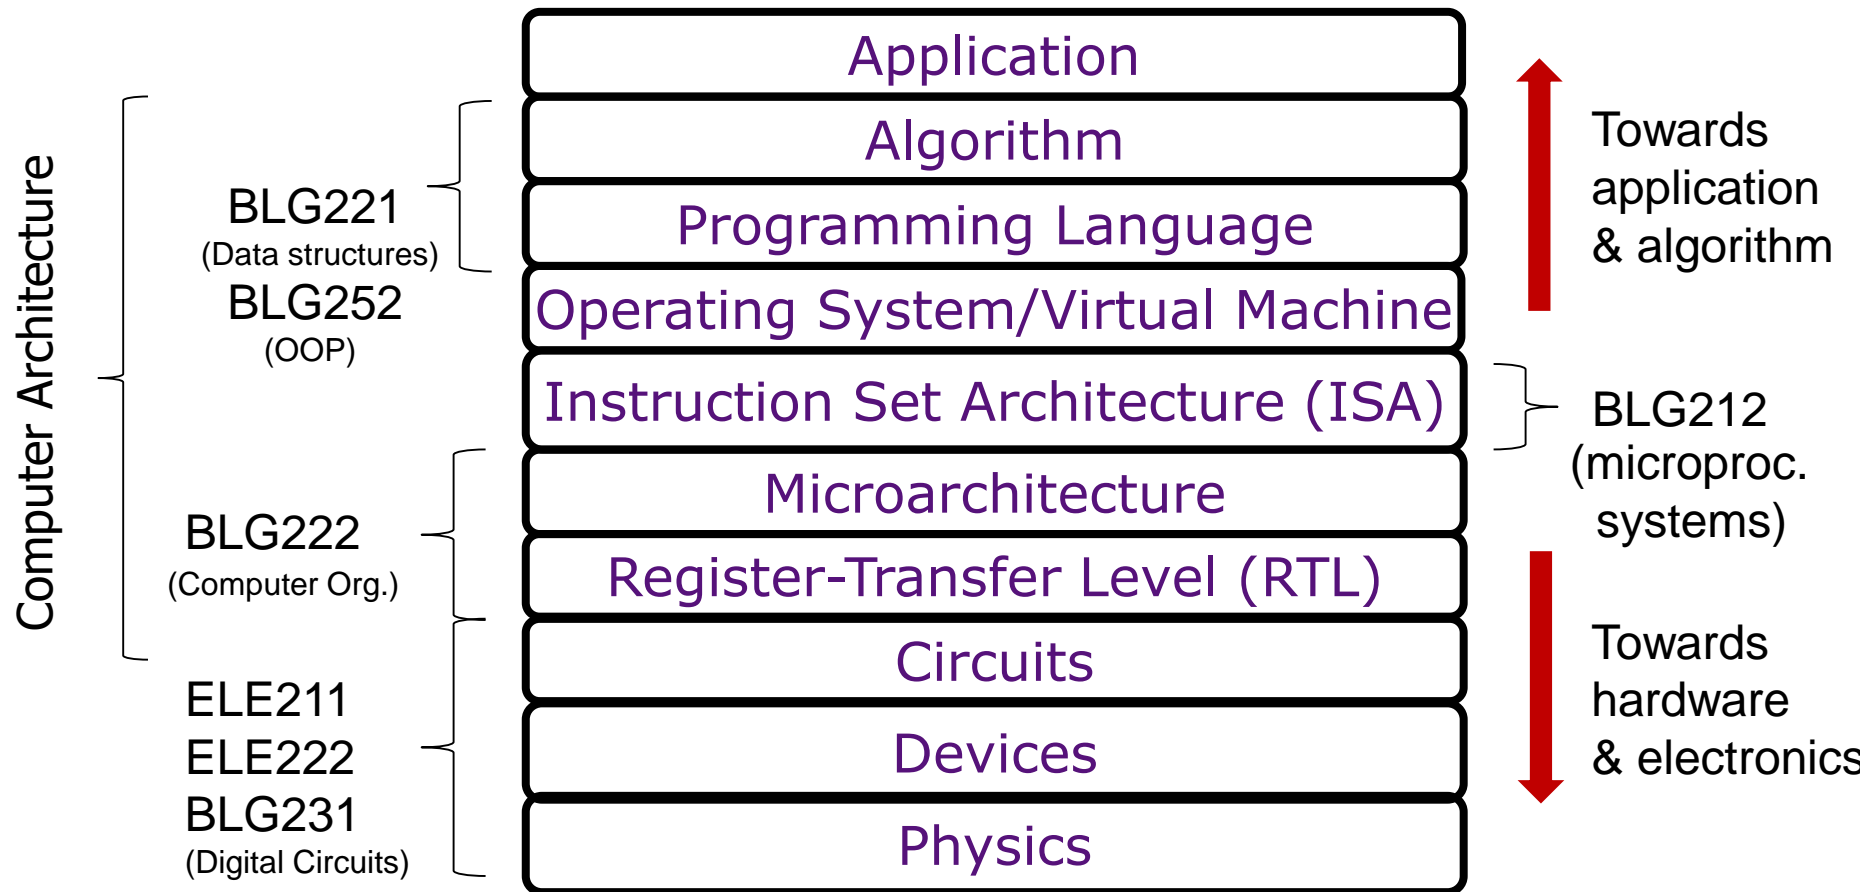 Application
Algorithm
Programming Language
Operating System/Virtual Machine
Instruction Set Architecture (ISA)
Microarchitecture
Register-Transfer Level (RTL)
Circuits
Devices
Physics
Computer Architecture
BLG221
(Data structures)
BLG252
(OOP)
BLG222
(Computer Org.)
ELE211
ELE222
BLG231
(Digital Circuits)
Towards
application
& algorithm
BLG212
(microproc.
systems)
Towards
hardware
& electronics